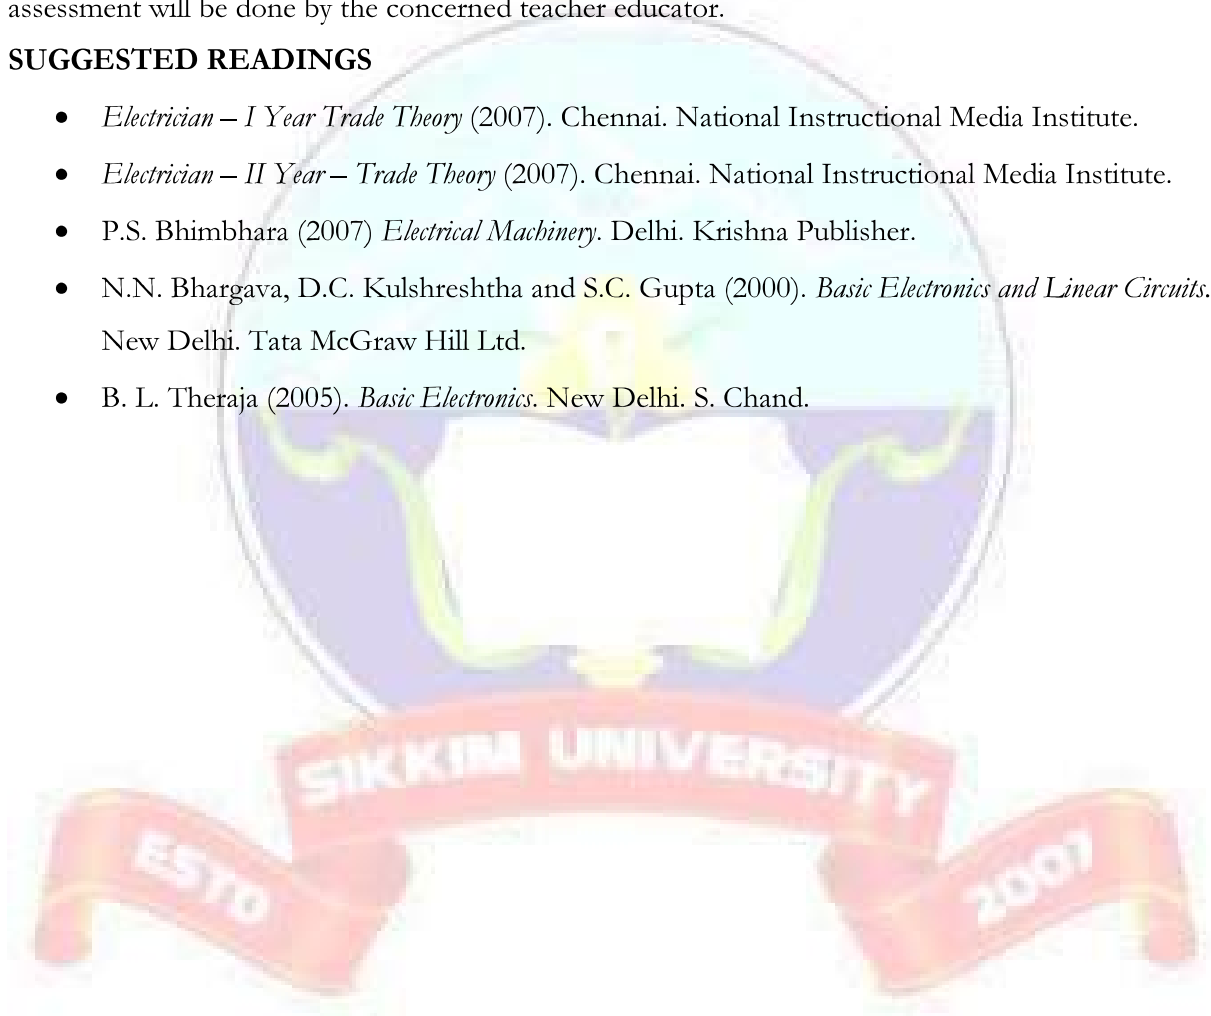 assessment will be done by the concerned teacher educator.
SUGGESTED READINGS
• Electrician – I Year Trade Theory (2007). Chennai. National Instructional Media Institute.
• Electrician – II Year – Trade Theory (2007). Chennai. National Instructional Media Institute.
• P.S. Bhimbhara (2007) Electrical Machinery. Delhi. Krishna Publisher.
• N.N. Bhargava, D.C. Kulshreshtha and S.C. Gupta (2000). Basic Electronics and Linear Circuits.
New Delhi. Tata McGraw Hill Ltd.
• B. L. Theraja (2005). Basic Electronics. New Delhi. S. Chand.
SIKKIM UNIVERSITY
ESTD
2007